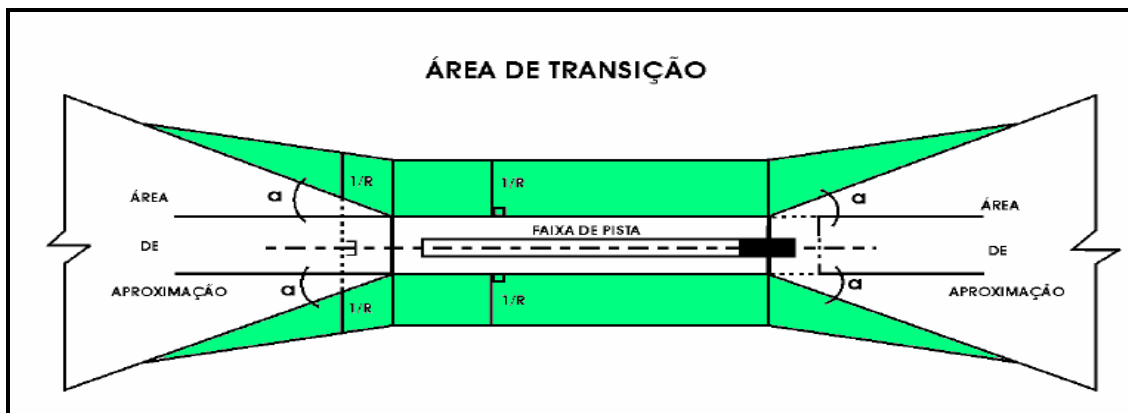 ÁREA DE TRANSIÇÃO
1/R
1/R
ÁREA
α
α
ÁREA
FAIXA DE PISTA
DE
DE
APROXIMAÇÃO
α
α
APROXIMAÇÃO
1/R
1/R